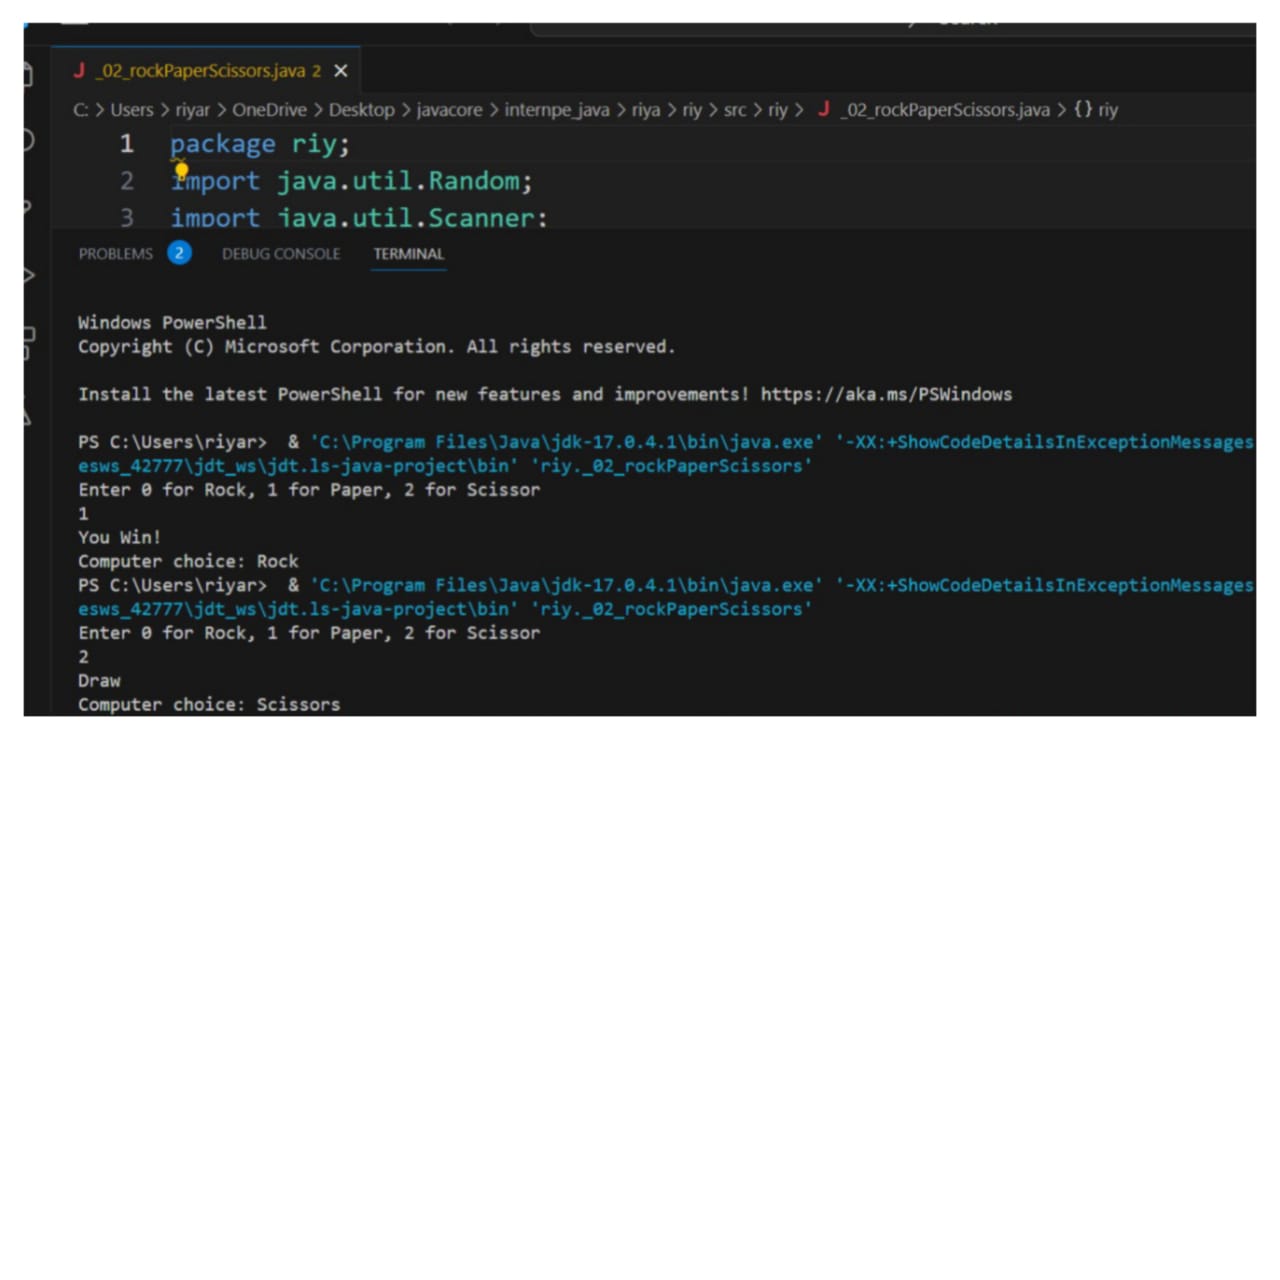 _02_rockPaperScissors.java 2 ×
C: > Users > riyar > OneDrive > Desktop > javacore > internpe_java > riya > riy > src > riy > J _02_rockPaperScissors.java > {} riy
1 package riy;
2 import java.util.Random;
3 import java.util.Scanner;
PROBLEMS 2 DEBUG CONSOLE TERMINAL
Windows PowerShell
Copyright (C) Microsoft Corporation. All rights reserved.
Install the latest PowerShell for new features and improvements! https://aka.ms/PSWindows
PS C:\Users\riyar>  & 'C:\Program Files\Java\jdk-17.0.4.1\bin\java.exe' '-XX:+ShowCodeDetailsInExceptionMessages
esws_42777\jdt_ws\jdt.ls-java-project\bin' 'riy._02_rockPaperScissors'
Enter 0 for Rock, 1 for Paper, 2 for Scissor
1
You Win!
Computer choice: Rock
PS C:\Users\riyar>  & 'C:\Program Files\Java\jdk-17.0.4.1\bin\java.exe' '-XX:+ShowCodeDetailsInExceptionMessages
esws_42777\jdt_ws\jdt.ls-java-project\bin' 'riy._02_rockPaperScissors'
Enter 0 for Rock, 1 for Paper, 2 for Scissor
2
Draw
Computer choice: Scissors